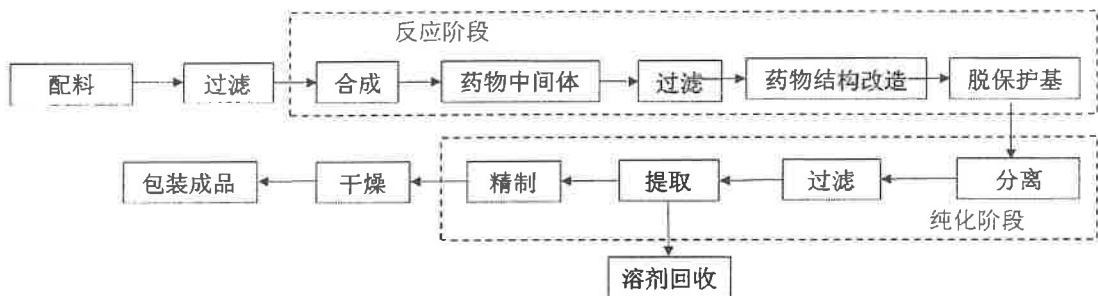 反应阶段
配料
过滤
合成
药物中间体
过滤
药物结构改造
脱保护基
分离
过滤
提取
精制
干燥
包装成品
纯化阶段
溶剂回收